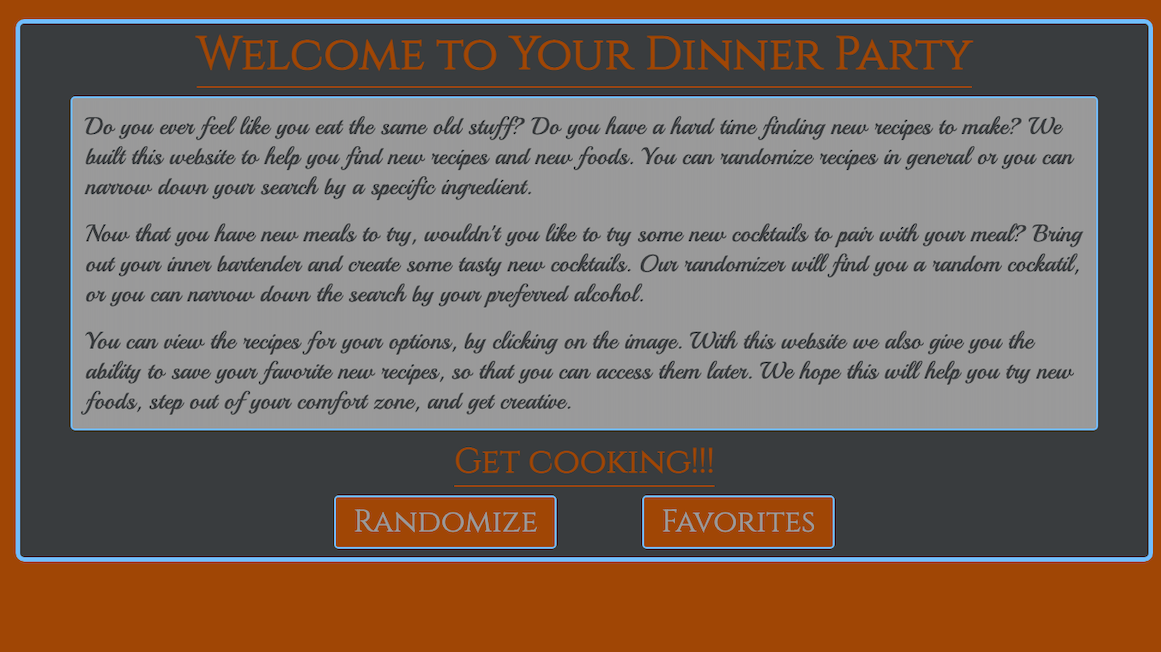 Welcome to Your Dinner Party
Do you ever feel like you eat the same old stuff? Do you have a hard time finding new recipes to make? We
built this website to help you find new recipes and new foods. You can randomize recipes in general or you can
narrow down your search by a specific ingredient.
Now that you have new meals to try, wouldn't you like to try some new cocktails to pair with your meal? Bring
out your inner bartender and create some tasty new cocktails. Our randomizer will find you a random cockatil,
or you can narrow down the search by your preferred alcohol.
You can view the recipes for your options, by clicking on the image. With this website we also give you the
ability to save your favorite new recipes, so that you can access them later. We hope this will help you try new
foods, step out of your comfort zone, and get creative.
Get cooking!!!
Randomize
Favorites